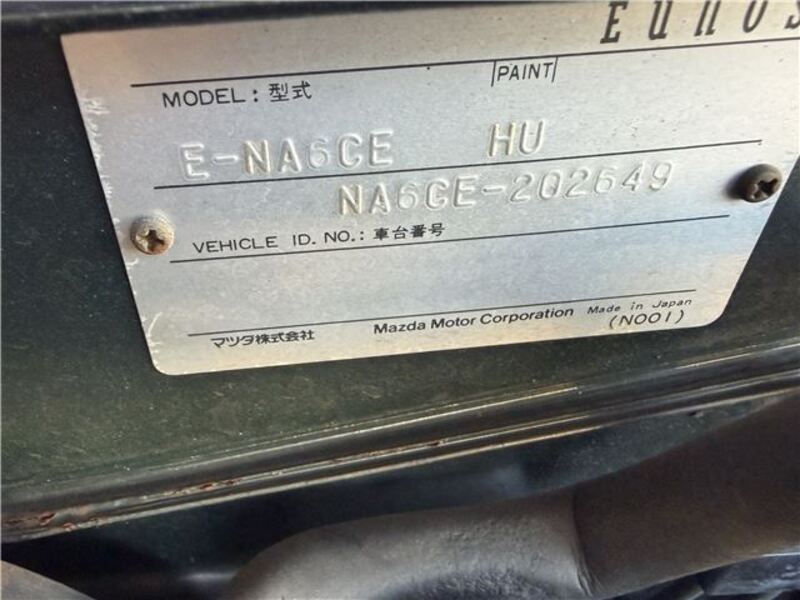 Eunos
PAINT
MODEL : 型式
E-NA6CE HU
NA6CE-202649
VEHICLE ID. NO. : 車台番号
マツダ株式会社 Mazda Motor Corporation Made in Japan
(N001)